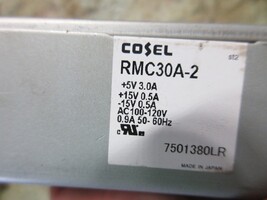 COSEL
RMC30A-2
+5V 3.0A
+15V 0.5A
-15V 0.5A
AC100-120V
0.9A 50- 60Hz
7501380LR
MADE IN JAPAN